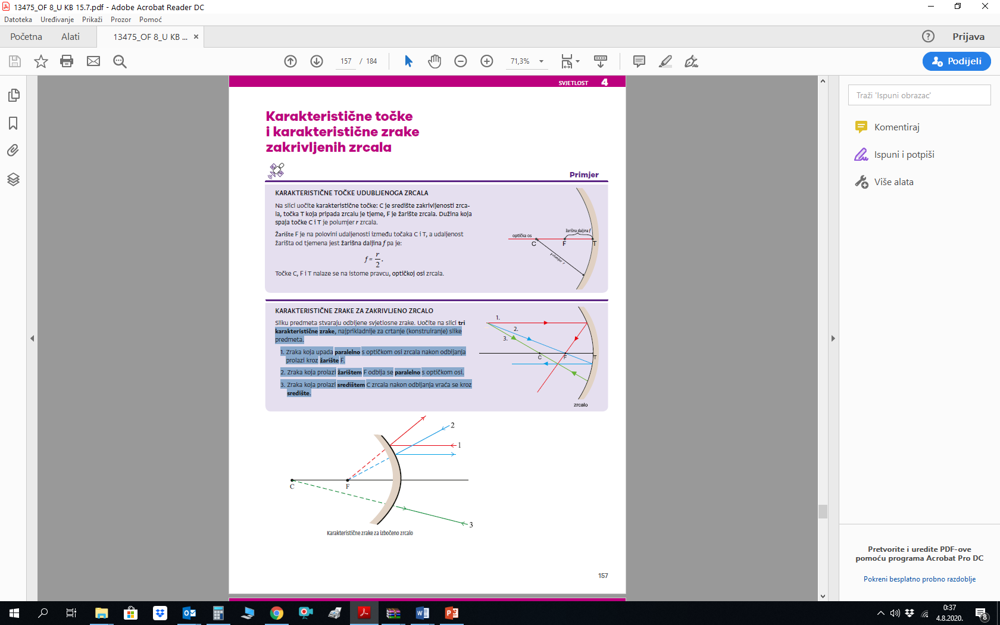 13475_OF 8_U KB 15.7.pdf - Adobe Acrobat Reader DC
Datoteka Uređivanje Prikaži Prozor Pomoć
Početna Alati 13475_OF 8_U KB ... × Prijava
157 / 184 71,3% Podijeli
SVJETLOST 4
Karakteristične točke
i karakteristične zrake
zakrivljenih zrcala
Primjer
KARAKTERISTIČNE TOČKE UDUBLJENOGA ZRCALA
Na slici uočite karakteristične točke: C je središte zakrivljenosti zrca-
la, točka T koja pripada zrcalu je tjeme, F je žarište zrcala. Dužina koja
spaja točke C i T je polumjer r zrcala.
Žarište F je na polovini udaljenosti između točaka C i T, a udaljenost
žarišta od tjemena jest žarišna daljina f pa je:
f = r/2.
Točke C, F i T nalaze se na istome pravcu, optičkoj osi zrcala.
žarišna daljina f
optička os
C F T
polumjer r
KARAKTERISTIČNE ZRAKE ZA ZAKRIVLJENO ZRCALO
Sliku predmeta stvaraju odbijene svjetlosne zrake. Uočite na slici tri
karakteristične zrake, najprikladnije za crtanje (konstruiranje) slike
predmeta.
1. Zraka koja upada paralelno s optičkom osi zrcala nakon odbijanja
prolazi kroz žarište F.
2. Zraka koja prolazi žarištem F odbija se paralelno s optičkom osi.
3. Zraka koja prolazi središtem C zrcala nakon odbijanja vraća se kroz
središte.
1.
2.
3.
C F T
zrcalo
2
1
C F
3
Karakteristične zrake za izbočeno zrcalo
157
Traži 'Ispuni obrazac'
Komentiraj
Ispuni i potpiši
Više alata
Pretvorite i uredite PDF-ove
pomoću programa Acrobat Pro DC
Pokreni besplatno probno razdoblje
0:37
4.8.2020.
8